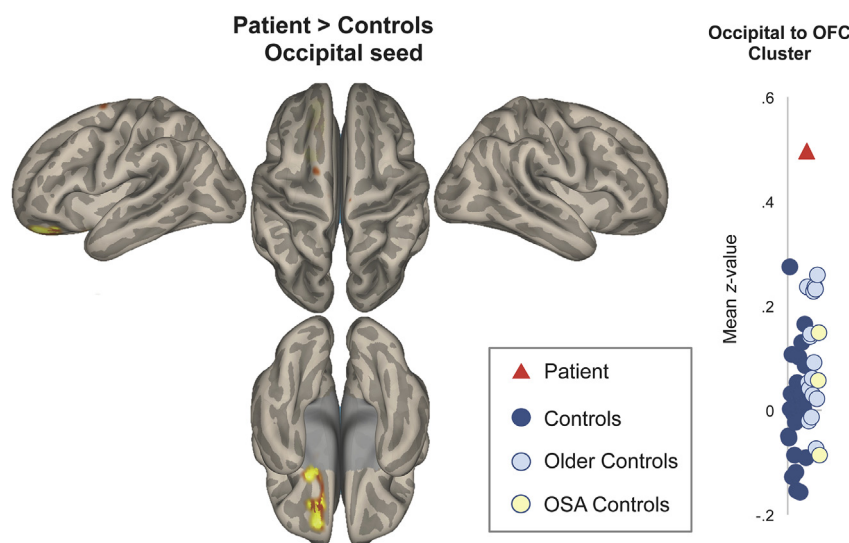 Patient > Controls
Occipital seed
Occipital to OFC
Cluster
.6
.4
.2
0
-.2
Mean z-value
Patient
Controls
Older Controls
OSA Controls